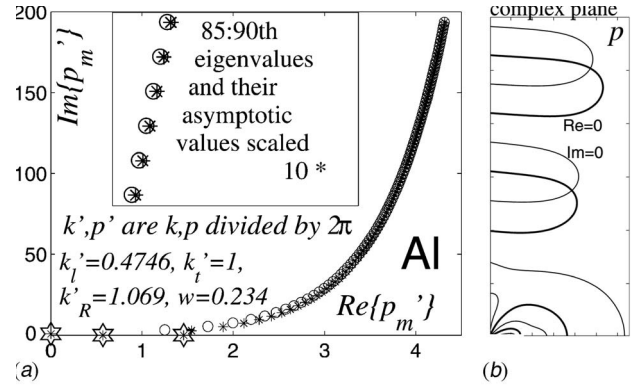 complex plane
200
150
100
50
0
Im{p_m'}
85:90th
eigenvalues
and their
asymptotic
values scaled
10 *
k',p' are k,p divided by 2π
k_l'=0.4746, k_t'=1,
k'_R=1.069, w=0.234
Al
Re{p_m'}
0 1 2 3 4
(a)
p
Re=0
Im=0
(b)